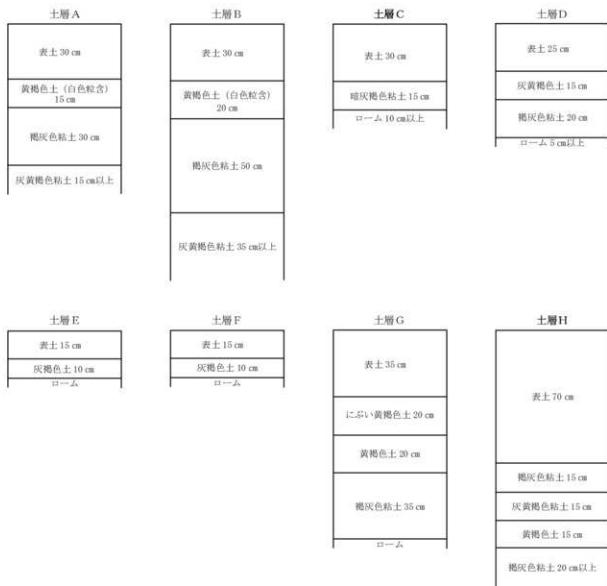 土層A
表土 30 cm
黄褐色土（白色粒含）
15 cm
褐灰色粘土 30 cm
灰黄褐色粘土 15 cm以上
土層B
表土 30 cm
黄褐色土（白色粒含）
20 cm
褐灰色粘土 50 cm
灰黄褐色粘土 35 cm以上
土層C
表土 30 cm
暗灰褐色粘土 15 cm
ローム 10 cm以上
土層D
表土 25 cm
灰黄褐色土 15 cm
褐灰色粘土 20 cm
ローム 5 cm以上
土層E
表土 15 cm
灰褐色土 10 cm
ローム
土層F
表土 15 cm
灰褐色土 10 cm
ローム
土層G
表土 35 cm
にぶい黄褐色土 20 cm
黄褐色土 20 cm
褐灰色粘土 35 cm
ローム
土層H
表土 70 cm
褐灰色粘土 15 cm
灰黄褐色粘土 15 cm
黄褐色土 15 cm
褐灰色粘土 20 cm以上